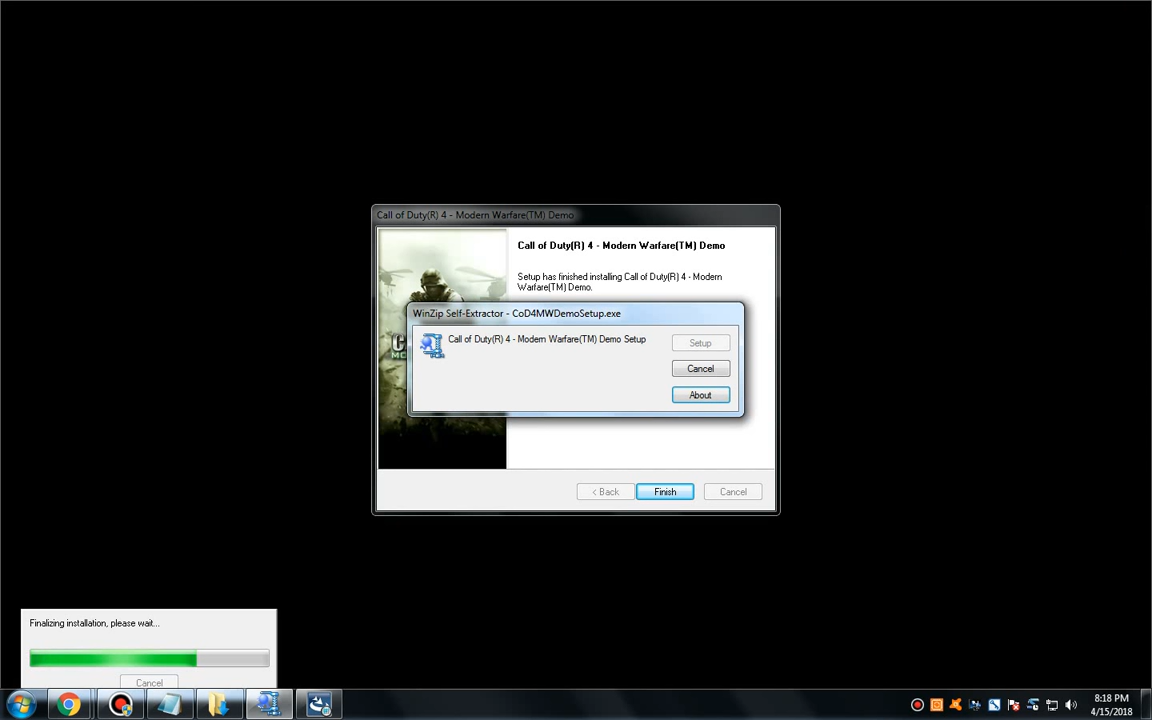 Call of Duty(R) 4 - Modern Warfare(TM) Demo
Call of Duty(R) 4 - Modern Warfare(TM) Demo
Setup has finished installing Call of Duty(R) 4 - Modern
Warfare(TM) Demo.
WinZip Self-Extractor - CoD4MWDemoSetup.exe
Call of Duty(R) 4 - Modern Warfare(TM) Demo Setup
Setup
Cancel
About
< Back
Finish
Cancel
Finalizing installation, please wait...
Cancel
8:18 PM
4/15/2018